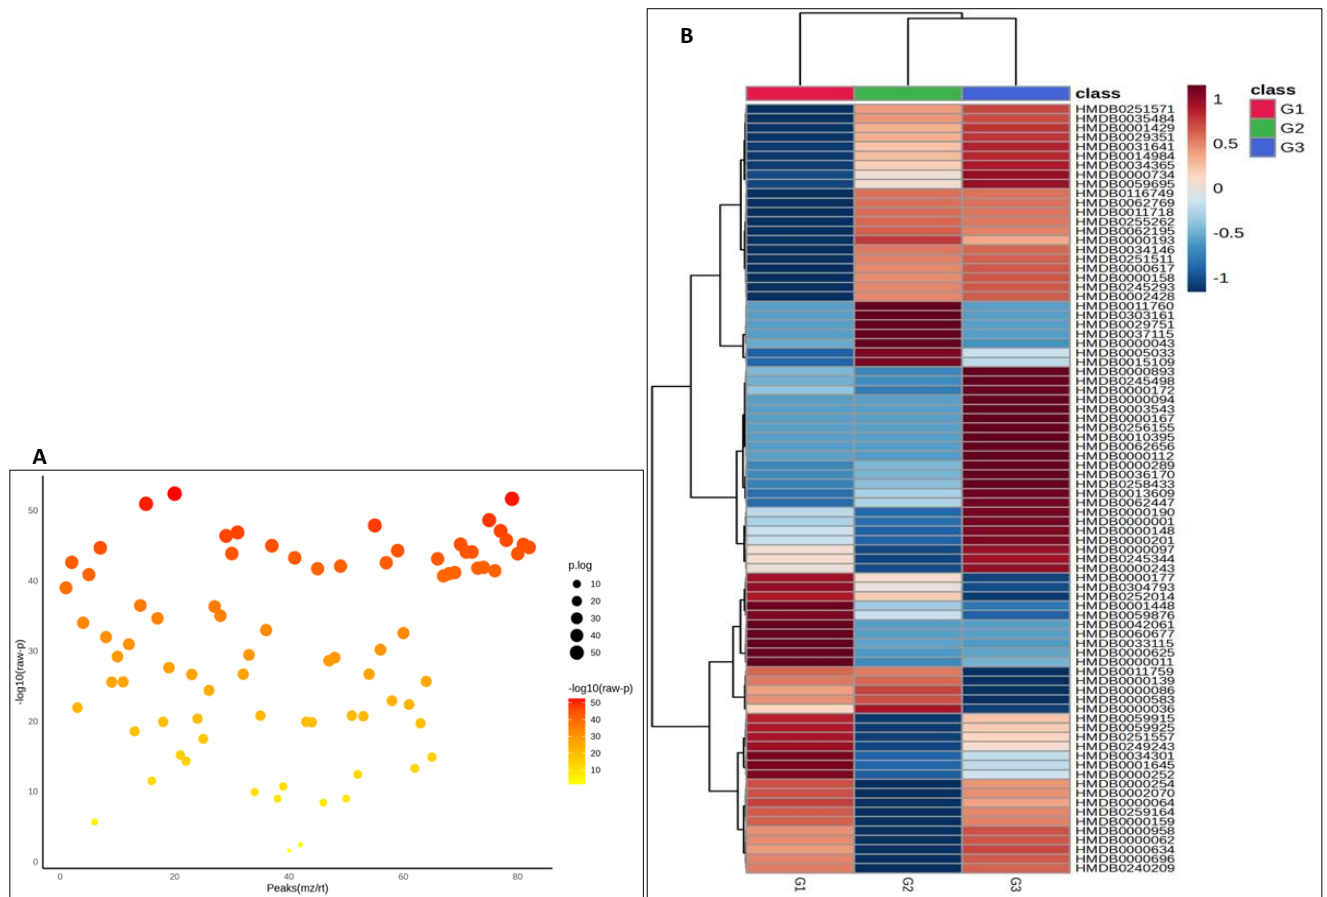 A
50
40
30
20
10
0
-log10(raw-p)
0
20
40
60
80
Peaks(mz/rt)
p.log
10
20
30
40
50
-log10(raw-p)
50
40
30
20
10
B
class
HMDB0251571
HMDB0035484
HMDB0001429
HMDB0029351
HMDB0031641
HMDB0014984
HMDB0034365
HMDB0000734
HMDB0059695
HMDB0116749
HMDB0062769
HMDB0011718
HMDB0255262
HMDB0062195
HMDB0000193
HMDB0034146
HMDB0251511
HMDB0000617
HMDB0000158
HMDB0245293
HMDB0002428
HMDB0011760
HMDB0303161
HMDB0029751
HMDB0037115
HMDB0000043
HMDB0005033
HMDB0015109
HMDB0000893
HMDB0245498
HMDB0000172
HMDB0000094
HMDB0003543
HMDB0000167
HMDB0256155
HMDB0010395
HMDB0062656
HMDB0000112
HMDB0000289
HMDB0036170
HMDB0258433
HMDB0013609
HMDB0062447
HMDB0000190
HMDB0000001
HMDB0000148
HMDB0000201
HMDB0000097
HMDB0245344
HMDB0000243
HMDB0000177
HMDB0304793
HMDB0252014
HMDB0001448
HMDB0059876
HMDB0042061
HMDB0060677
HMDB0033115
HMDB0000625
HMDB0000011
HMDB0011759
HMDB0000139
HMDB0000086
HMDB0000583
HMDB0000036
HMDB0059915
HMDB0059925
HMDB0251557
HMDB0249243
HMDB0034301
HMDB0001645
HMDB0000252
HMDB0000254
HMDB0002070
HMDB0000064
HMDB0259164
HMDB0000159
HMDB0000958
HMDB0000062
HMDB0000634
HMDB0000696
HMDB0240209
G1
G2
G3
1
0.5
0
-0.5
-1
class
G1
G2
G3